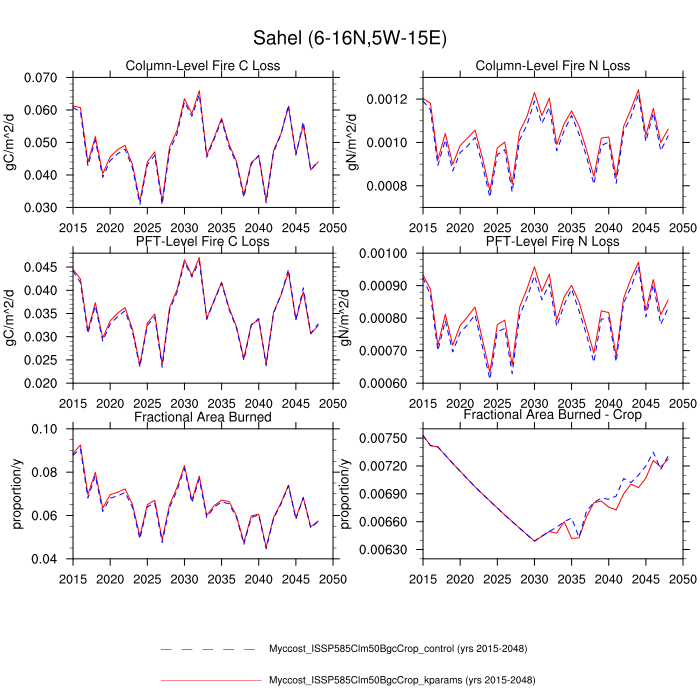 Sahel (6-16N,5W-15E)
Column-Level Fire C Loss
Column-Level Fire N Loss
0.070
0.060
0.050
0.040
0.030
gC/m^2/d
2015 2020 2025 2030 2035 2040 2045 2050
0.0012
0.0010
0.0008
gN/m^2/d
2015 2020 2025 2030 2035 2040 2045 2050
PFT-Level Fire C Loss
PFT-Level Fire N Loss
0.045
0.040
0.035
0.030
0.025
0.020
gC/m^2/d
2015 2020 2025 2030 2035 2040 2045 2050
0.00100
0.00090
0.00080
0.00070
0.00060
gN/m^2/d
2015 2020 2025 2030 2035 2040 2045 2050
Fractional Area Burned
Fractional Area Burned - Crop
0.10
0.08
0.06
0.04
proportion/y
2015 2020 2025 2030 2035 2040 2045 2050
0.00750
0.00720
0.00690
0.00660
0.00630
proportion/y
2015 2020 2025 2030 2035 2040 2045 2050
Myccost_ISSP585Clm50BgcCrop_control (yrs 2015-2048)
Myccost_ISSP585Clm50BgcCrop_kparams (yrs 2015-2048)